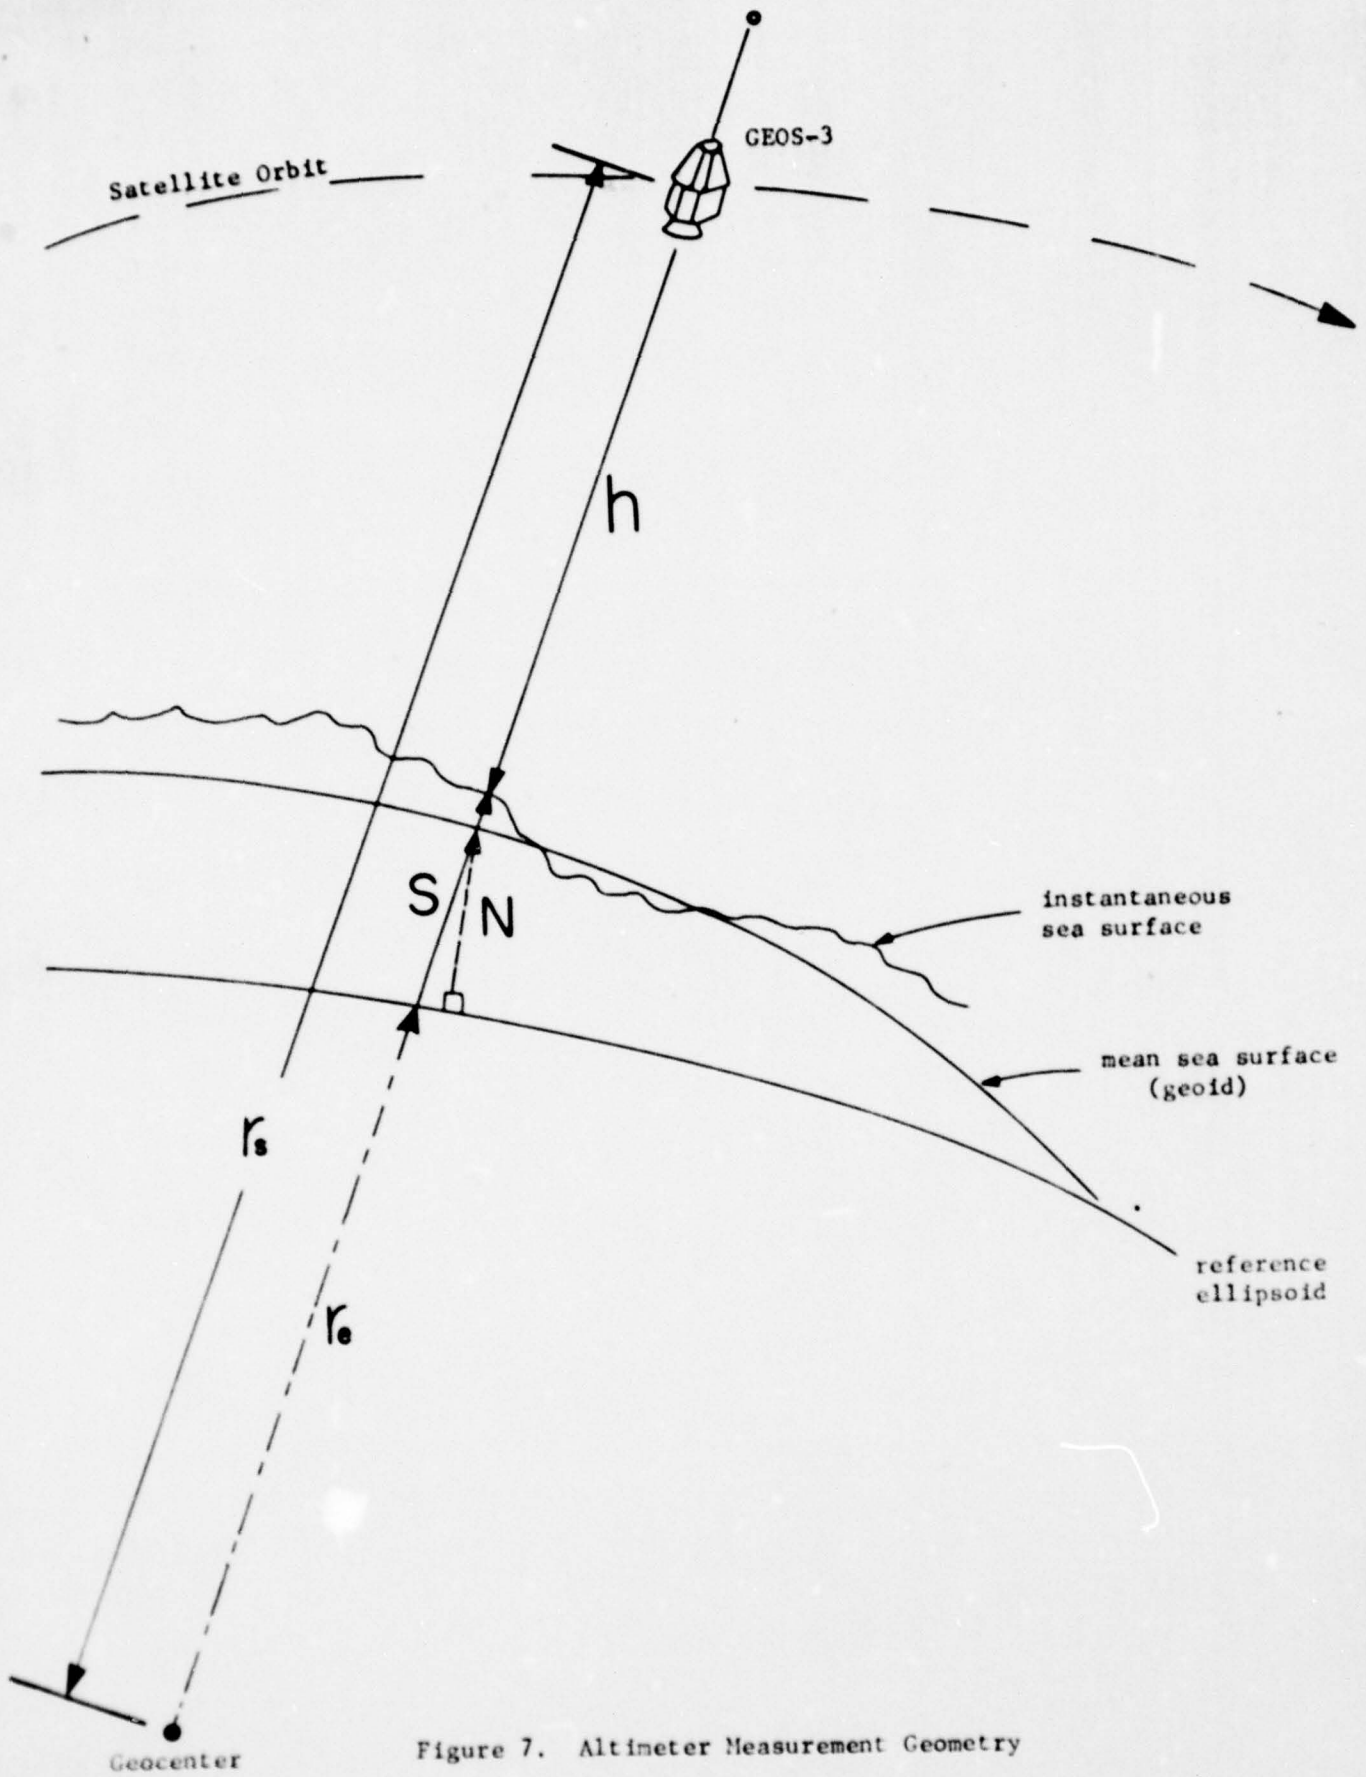 GEOS-3
Satellite Orbit
h
S
N
instantaneous
sea surface
mean sea surface
(geoid)
rs
reference
ellipsoid
re
Geocenter
Figure 7. Altimeter Measurement Geometry